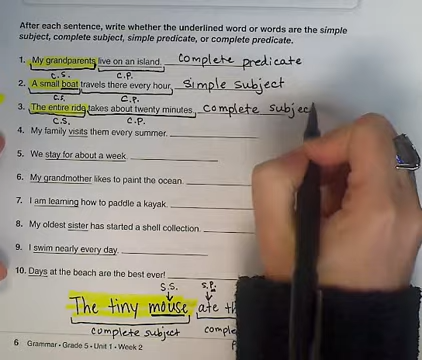 After each sentence, write whether the underlined word or words are the simple
subject, complete subject, simple predicate, or complete predicate.
1. My grandparents live on an island. complete predicate
C.S. C.P.
2. A small boat travels there every hour. simple subject
C.S. C.P.
3. The entire ride takes about twenty minutes. complete subjec
C.S. C.P.
4. My family visits them every summer.
5. We stay for about a week.
6. My grandmother likes to paint the ocean.
7. I am learning how to paddle a kayak.
8. My oldest sister has started a shell collection.
9. I swim nearly every day.
10. Days at the beach are the best ever!
S.S. S.P.
The tiny mouse ate th
complete subject comple
6 Grammar • Grade 5 • Unit 1 • Week 2